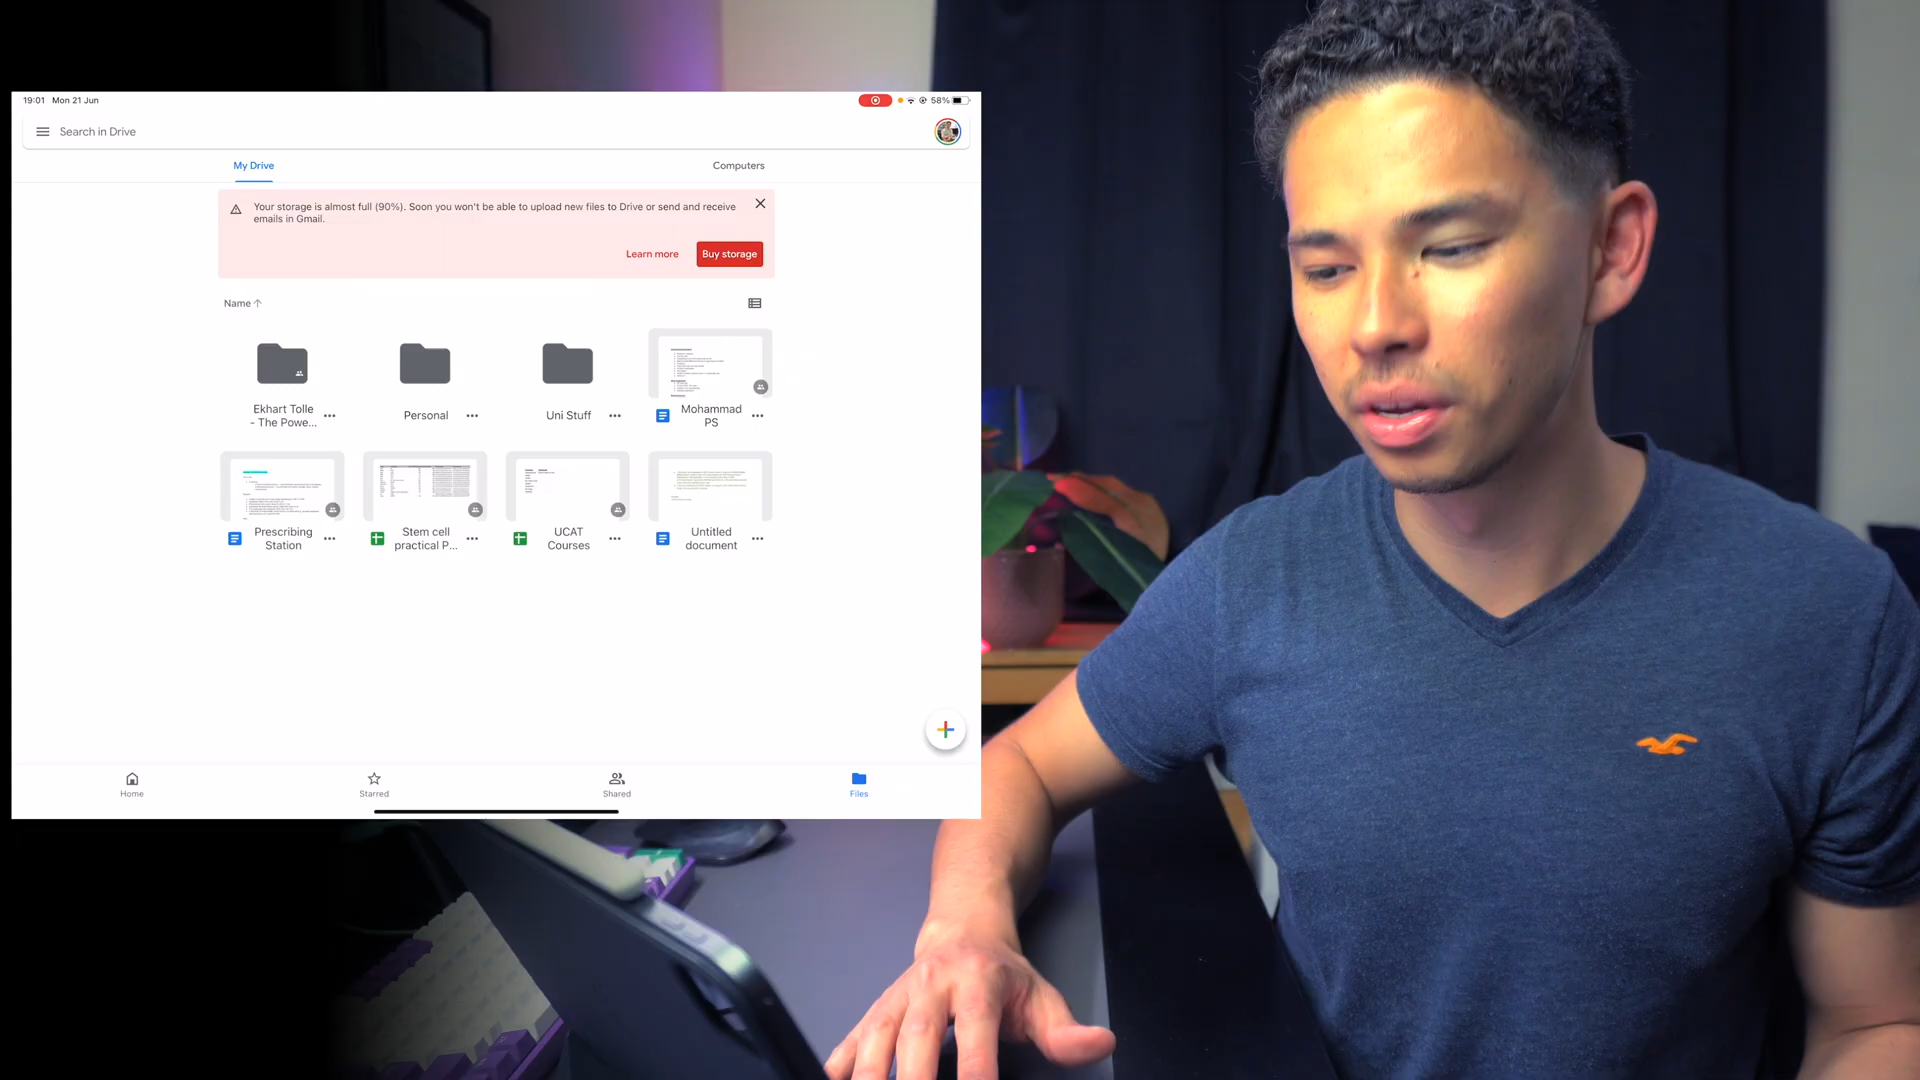 19:01 Mon 21 Jun
58%
Search in Drive
My Drive
Computers
Your storage is almost full (90%). Soon you won't be able to upload new files to Drive or send and receive
emails in Gmail.
Learn more
Buy storage
Name
Ekhart Tolle
- The Powe...
Personal
Uni Stuff
Mohammad
PS
Prescribing
Station
Stem cell
practical P...
UCAT
Courses
Untitled
document
Home
Starred
Shared
Files